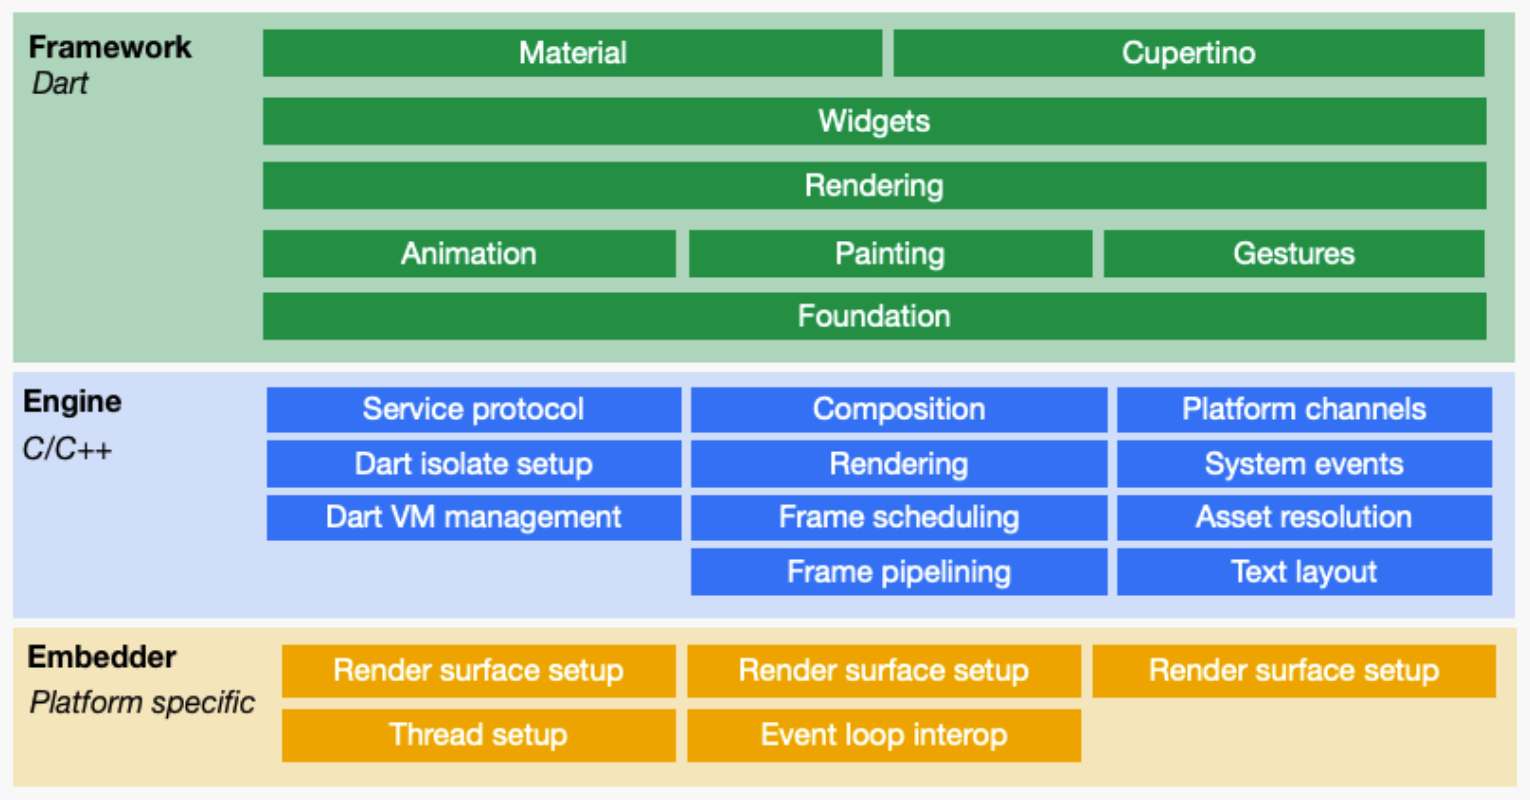 Framework
Dart
Material
Cupertino
Widgets
Rendering
Animation
Painting
Gestures
Foundation
Engine
C/C++
Service protocol
Composition
Platform channels
Dart isolate setup
Rendering
System events
Dart VM management
Frame scheduling
Asset resolution
Frame pipelining
Text layout
Embedder
Platform specific
Render surface setup
Render surface setup
Render surface setup
Thread setup
Event loop interop